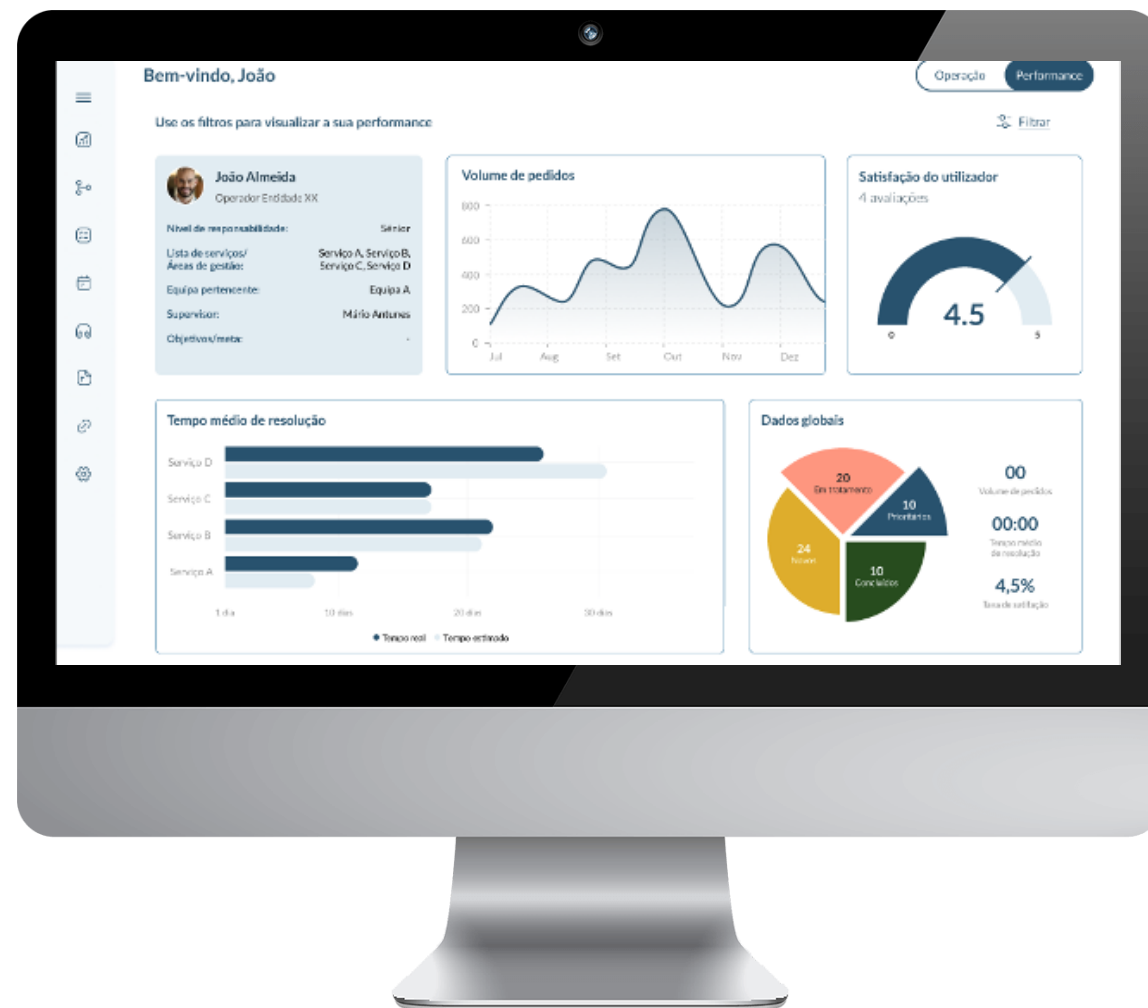 Bem-vindo, João
Operação
Performance
Use os filtros para visualizar a sua performance
Filtrar
João Almeida
Operador Entidade XX
Nível de responsabilidade:
Sénior
Lista de serviços/
Áreas de gestão:
Serviço A, Serviço B,
Serviço C, Serviço D
Equipa pertencente:
Equipa A
Supervisor:
Mário Antunes
Objetivos/meta:
-
Volume de pedidos
800
600
400
200
0
Jul
Aug
Set
Out
Nov
Dez
Satisfação do utilizador
4 avaliações
4.5
0
5
Tempo médio de resolução
Serviço D
Serviço C
Serviço B
Serviço A
1 dia
10 dias
20 dias
30 dias
Tempo real
Tempo estimado
Dados globais
20
Em tratamento
10
Prioritários
24
Novos
10
Concluídos
00
Volume de pedidos
00:00
Tempo médio
de resolução
4,5%
Taxa de satifação